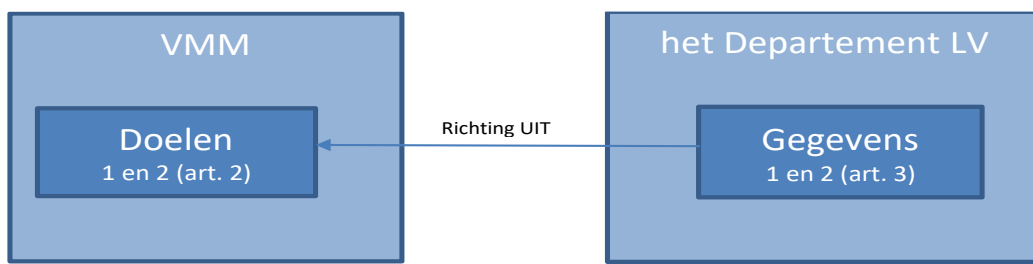 VMM
het Departement LV
Doelen
1 en 2 (art. 2)
Richting UIT
Gegevens
1 en 2 (art. 3)